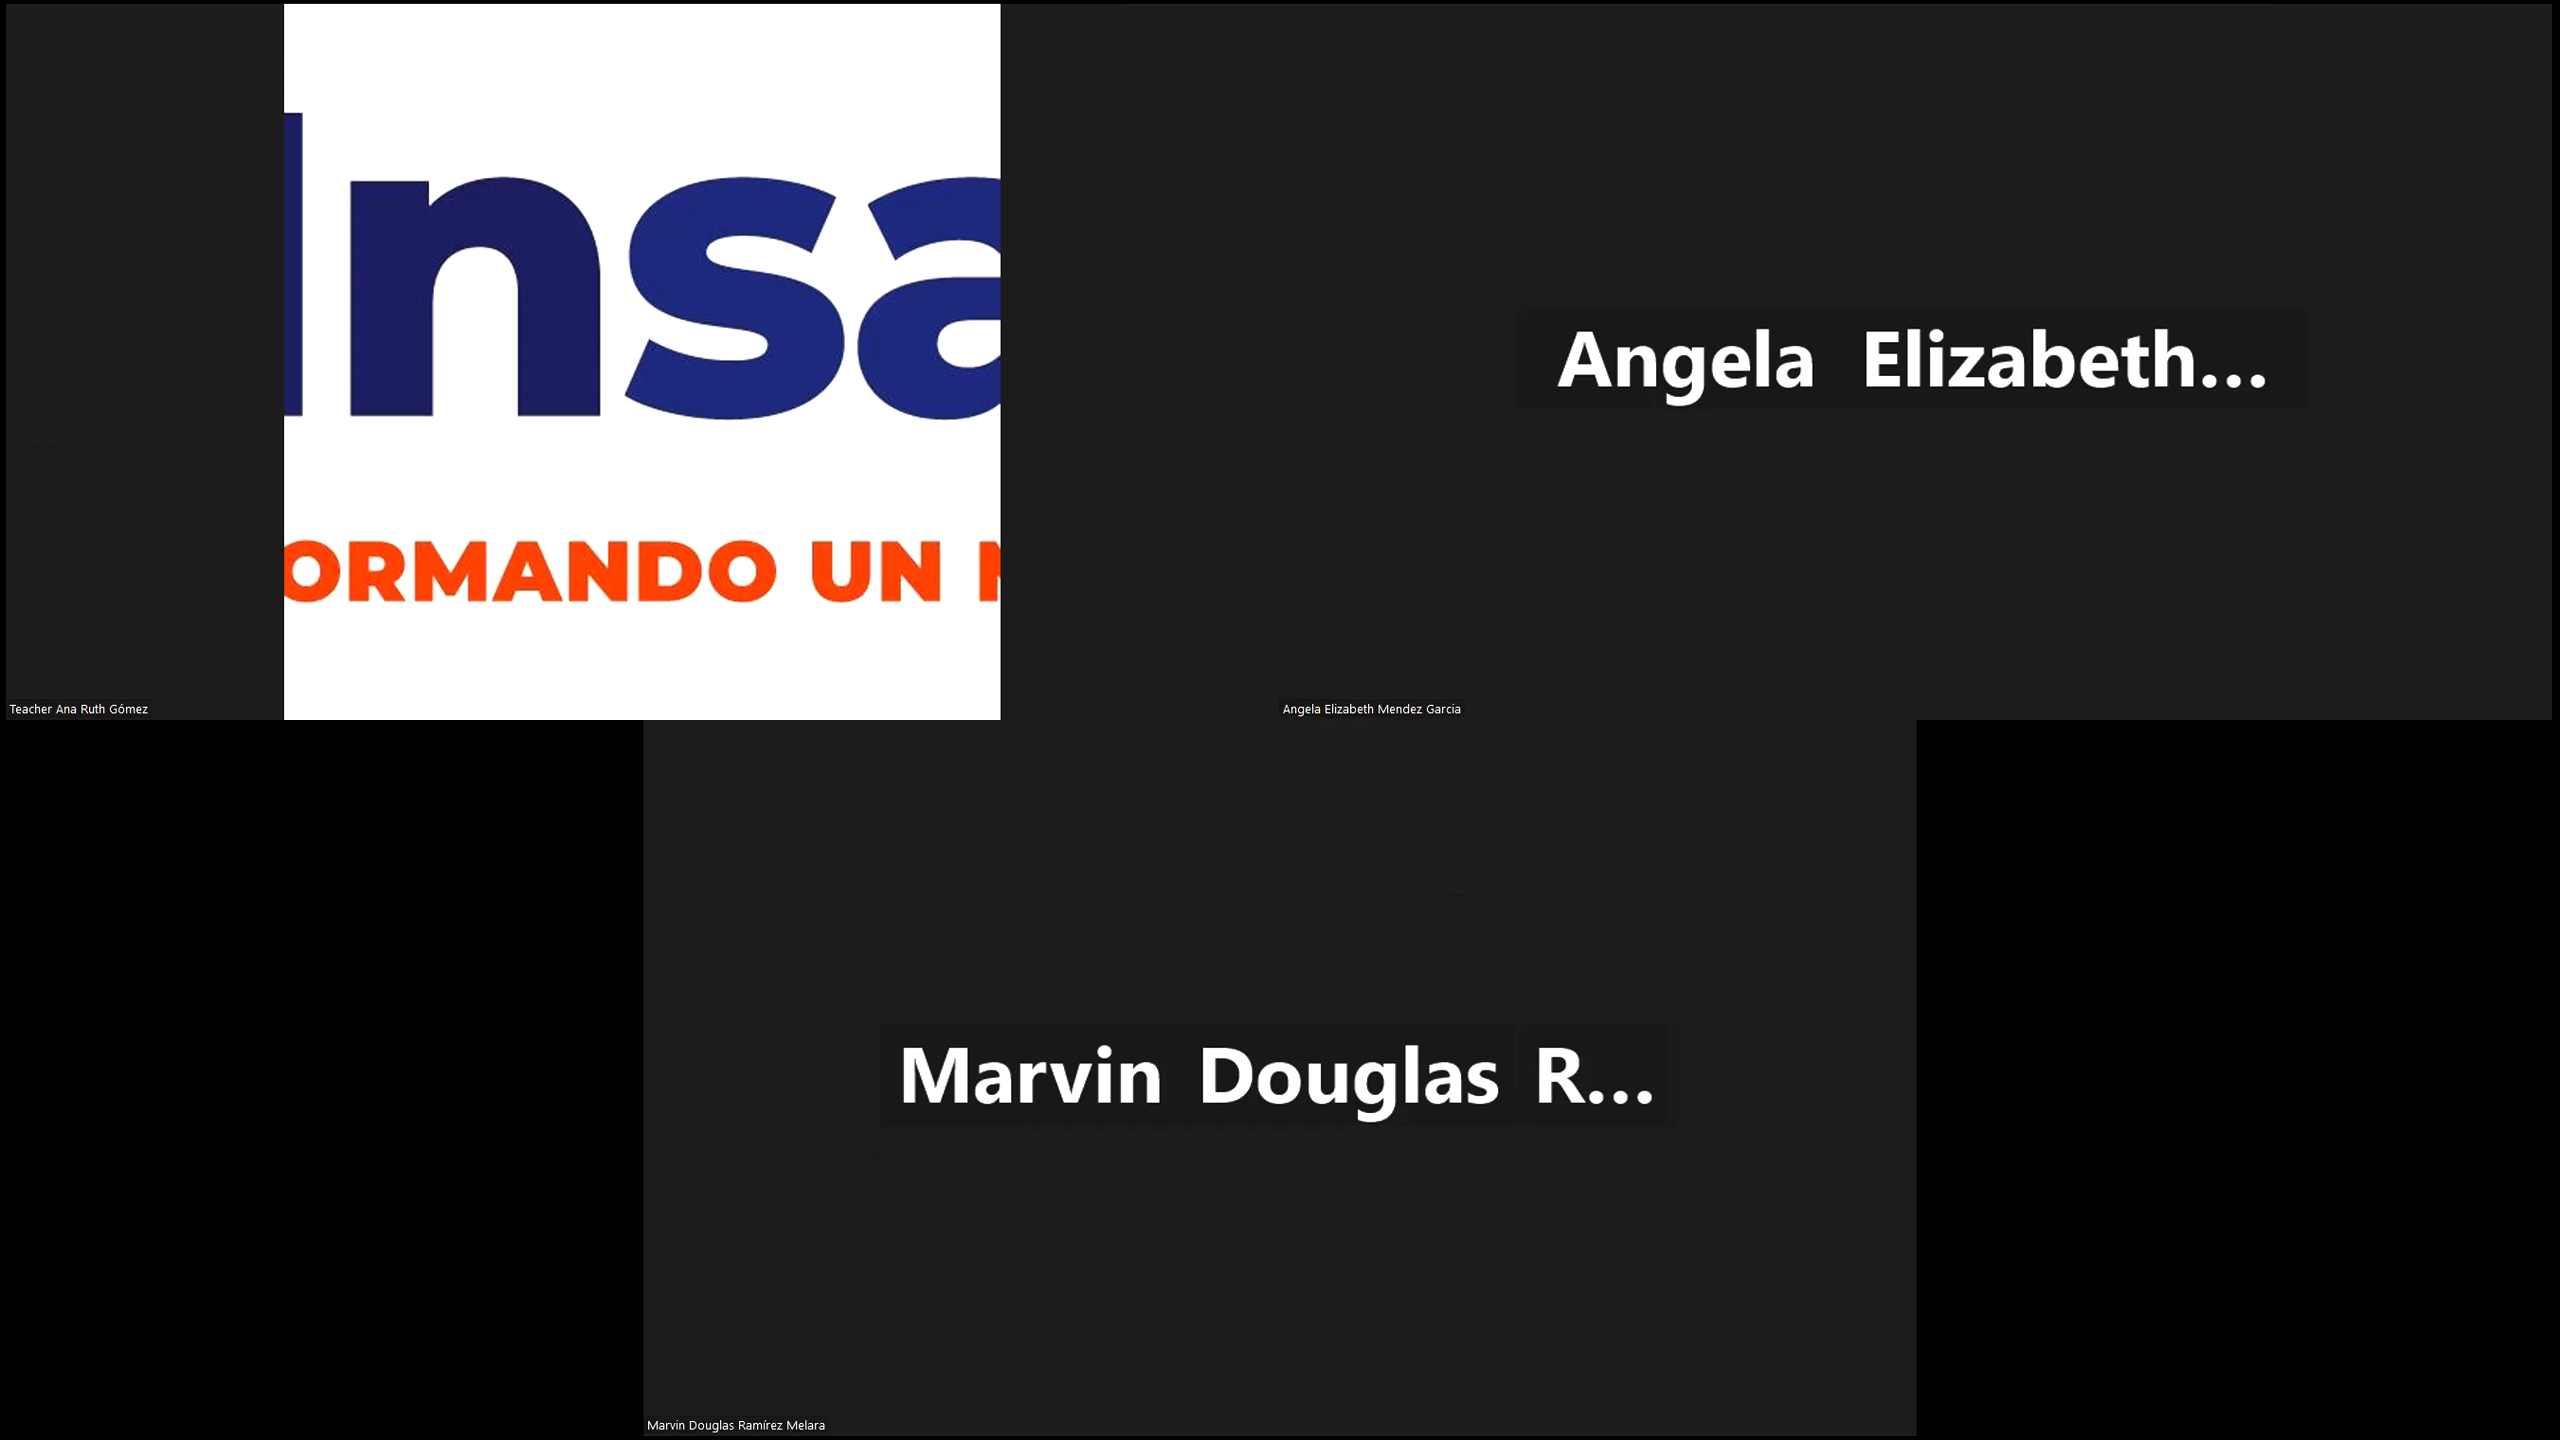 Insa
ORMANDO UN
Teacher Ana Ruth Gómez
Angela Elizabeth...
Angela Elizabeth Mendez Garcia
Marvin Douglas R...
Marvin Douglas Ramírez Melara